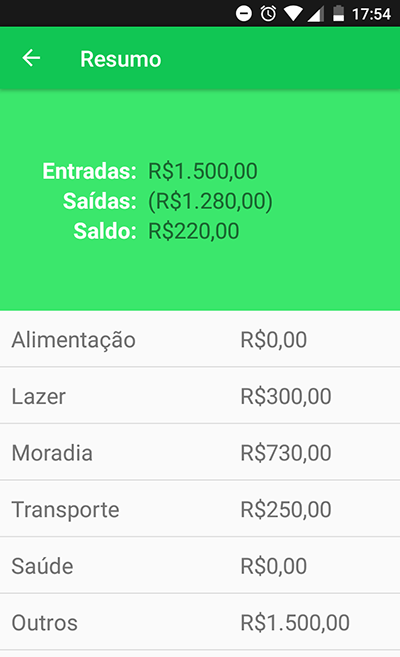 17:54
Resumo
Entradas: R$1.500,00
Saídas: (R$1.280,00)
Saldo: R$220,00
Alimentação R$0,00
Lazer R$300,00
Moradia R$730,00
Transporte R$250,00
Saúde R$0,00
Outros R$1.500,00